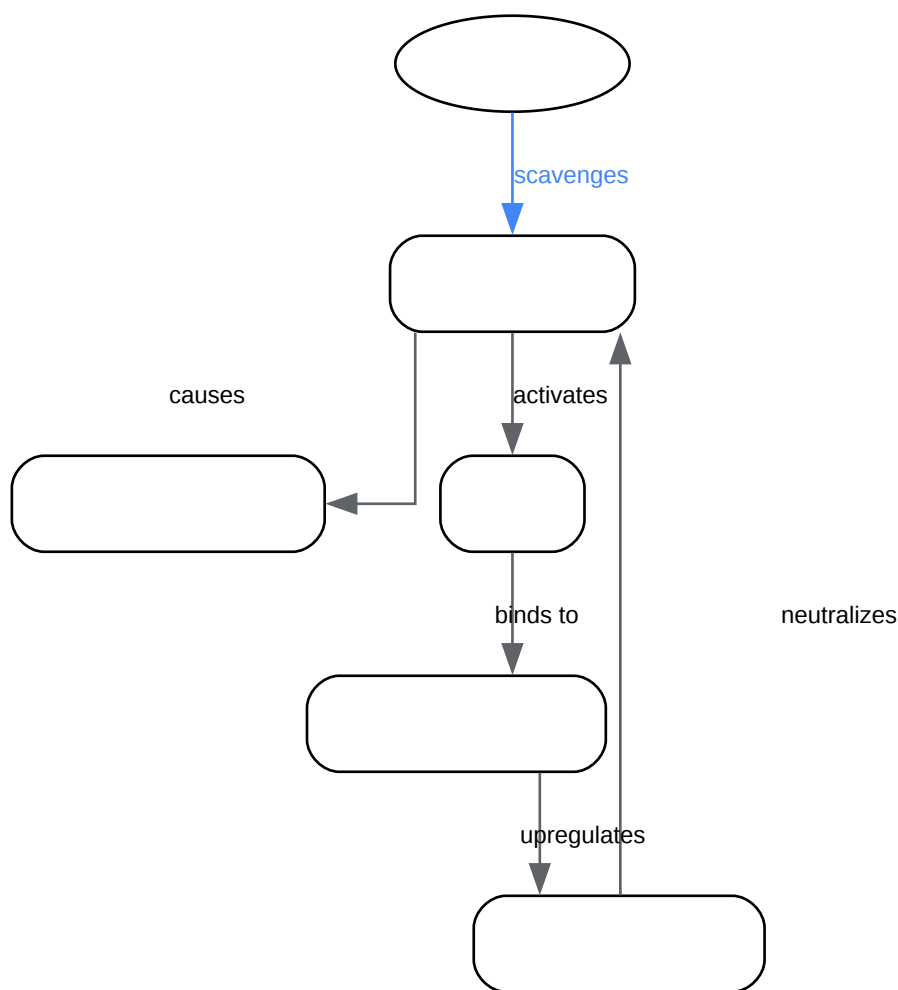 scavenges
causes
activates
binds to
neutralizes
upregulates